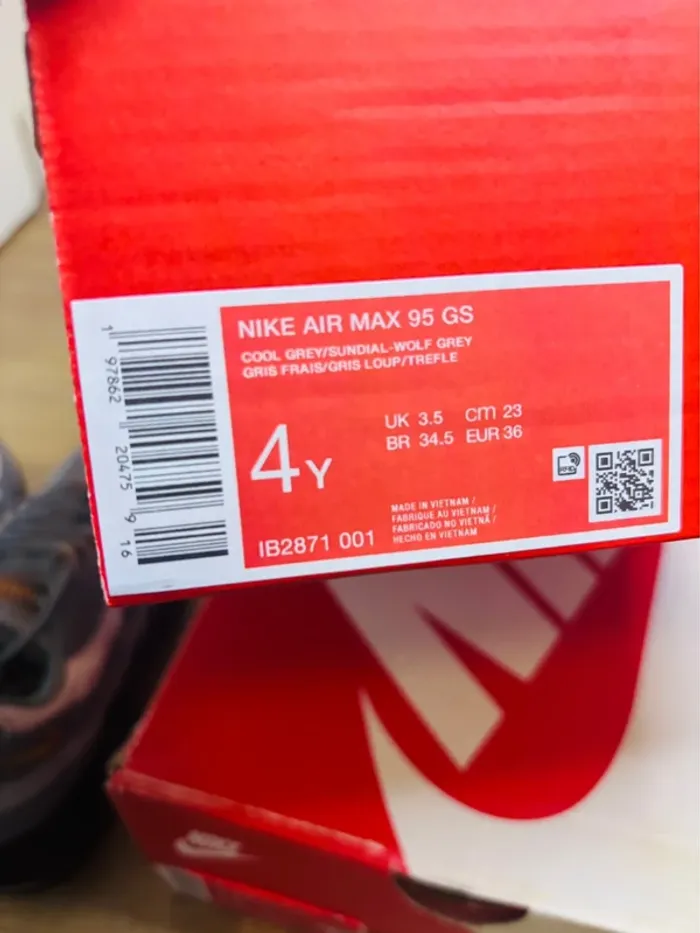 NIKE AIR MAX 95 GS
COOL GREY/SUNDIAL-WOLF GREY
GRIS FRAIS/GRIS LOUP/TREFLE
4Y
UK 3.5 cm 23
BR 34.5 EUR 36
IB2871 001
MADE IN VIETNAM /
FABRIQUE AU VIETNAM /
FABRICADO NO VIETNÃ /
HECHO EN VIETNAM
1 97862 20475 9 16
RFID
NIKE